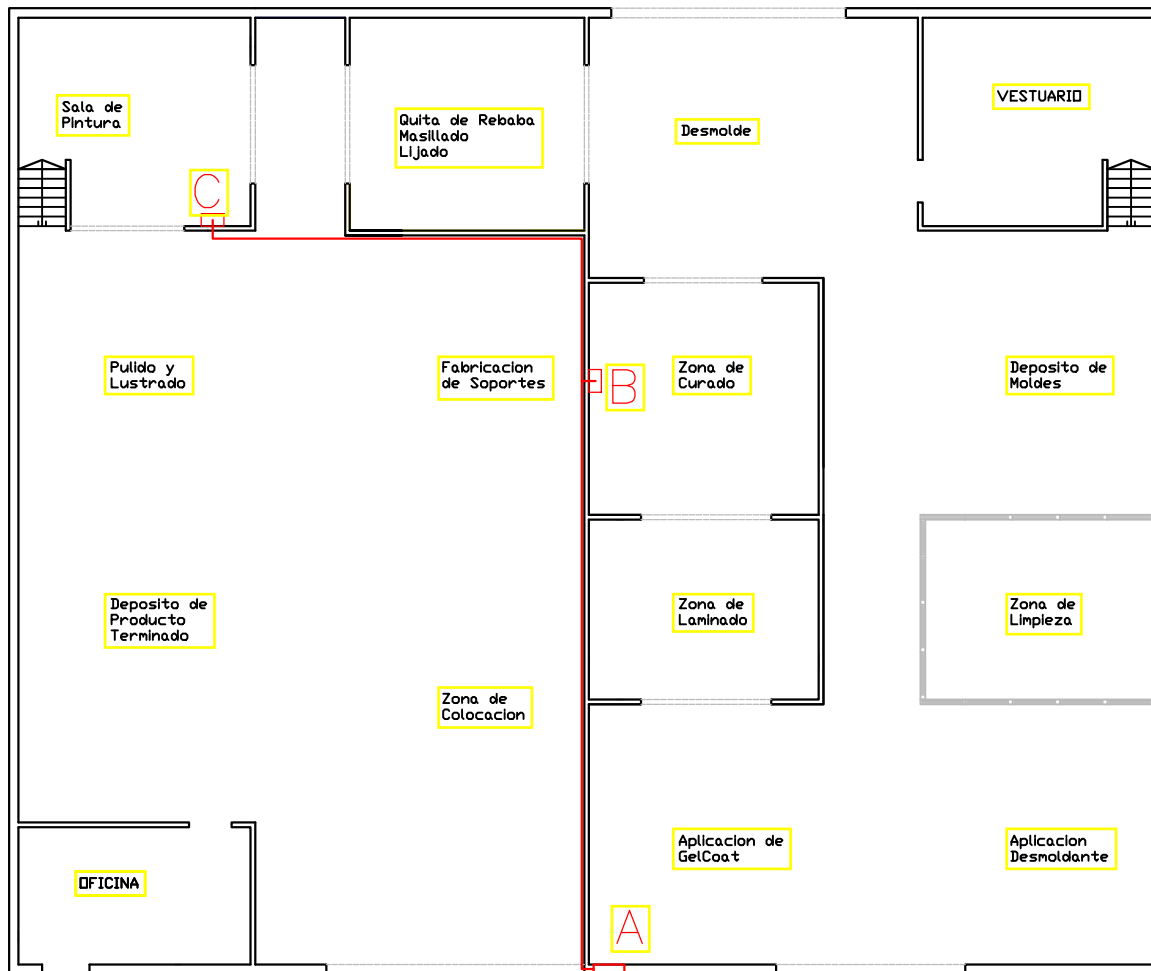 Sala de
Pintura
Quita de Rebaba
Masillado
Lijado
Desmolde
VESTUARIO
C
Pulido y
Lustrado
Fabricacion
de Soportes
B
Zona de
Curado
Deposito de
Moldes
Deposito de
Producto
Terminado
Zona de
Laminado
Zona de
Limpieza
Zona de
Colocacion
Aplicacion de
GelCoat
Aplicacion
Desmoldante
OFICINA
A